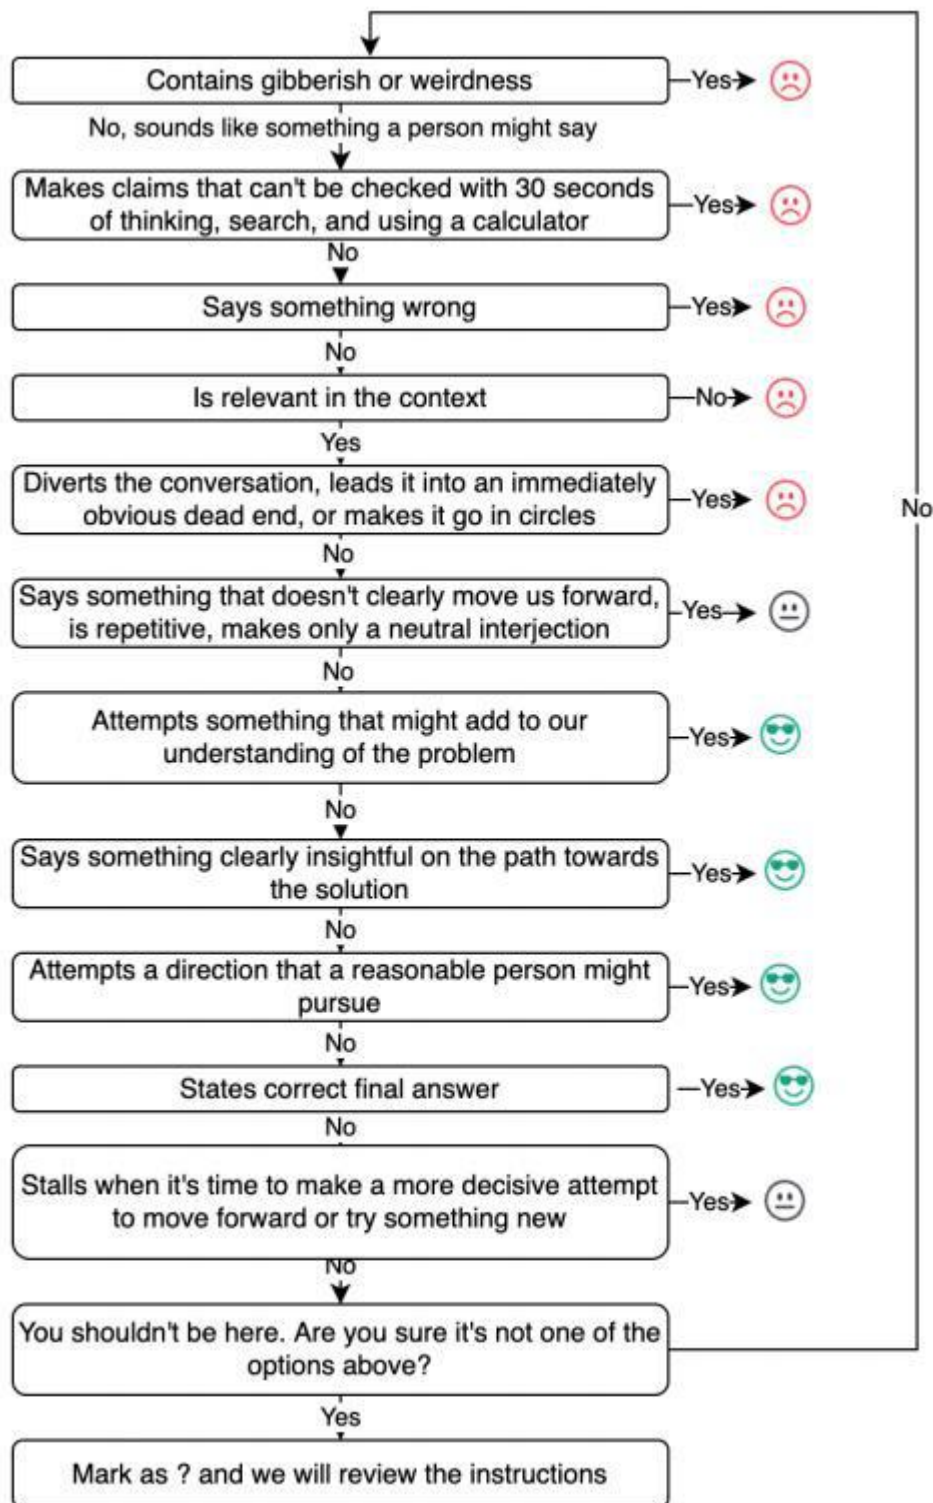 Contains gibberish or weirdness
Yes
No, sounds like something a person might say
Makes claims that can't be checked with 30 seconds
of thinking, search, and using a calculator
Yes
No
Says something wrong
Yes
No
Is relevant in the context
No
Yes
Diverts the conversation, leads it into an immediately
obvious dead end, or makes it go in circles
Yes
No
No
Says something that doesn't clearly move us forward,
is repetitive, makes only a neutral interjection
Yes
No
Attempts something that might add to our
understanding of the problem
Yes
No
Says something clearly insightful on the path towards
the solution
Yes
No
Attempts a direction that a reasonable person might
pursue
Yes
No
States correct final answer
Yes
No
Stalls when it's time to make a more decisive attempt
to move forward or try something new
Yes
No
You shouldn't be here. Are you sure it's not one of the
options above?
Yes
Mark as ? and we will review the instructions